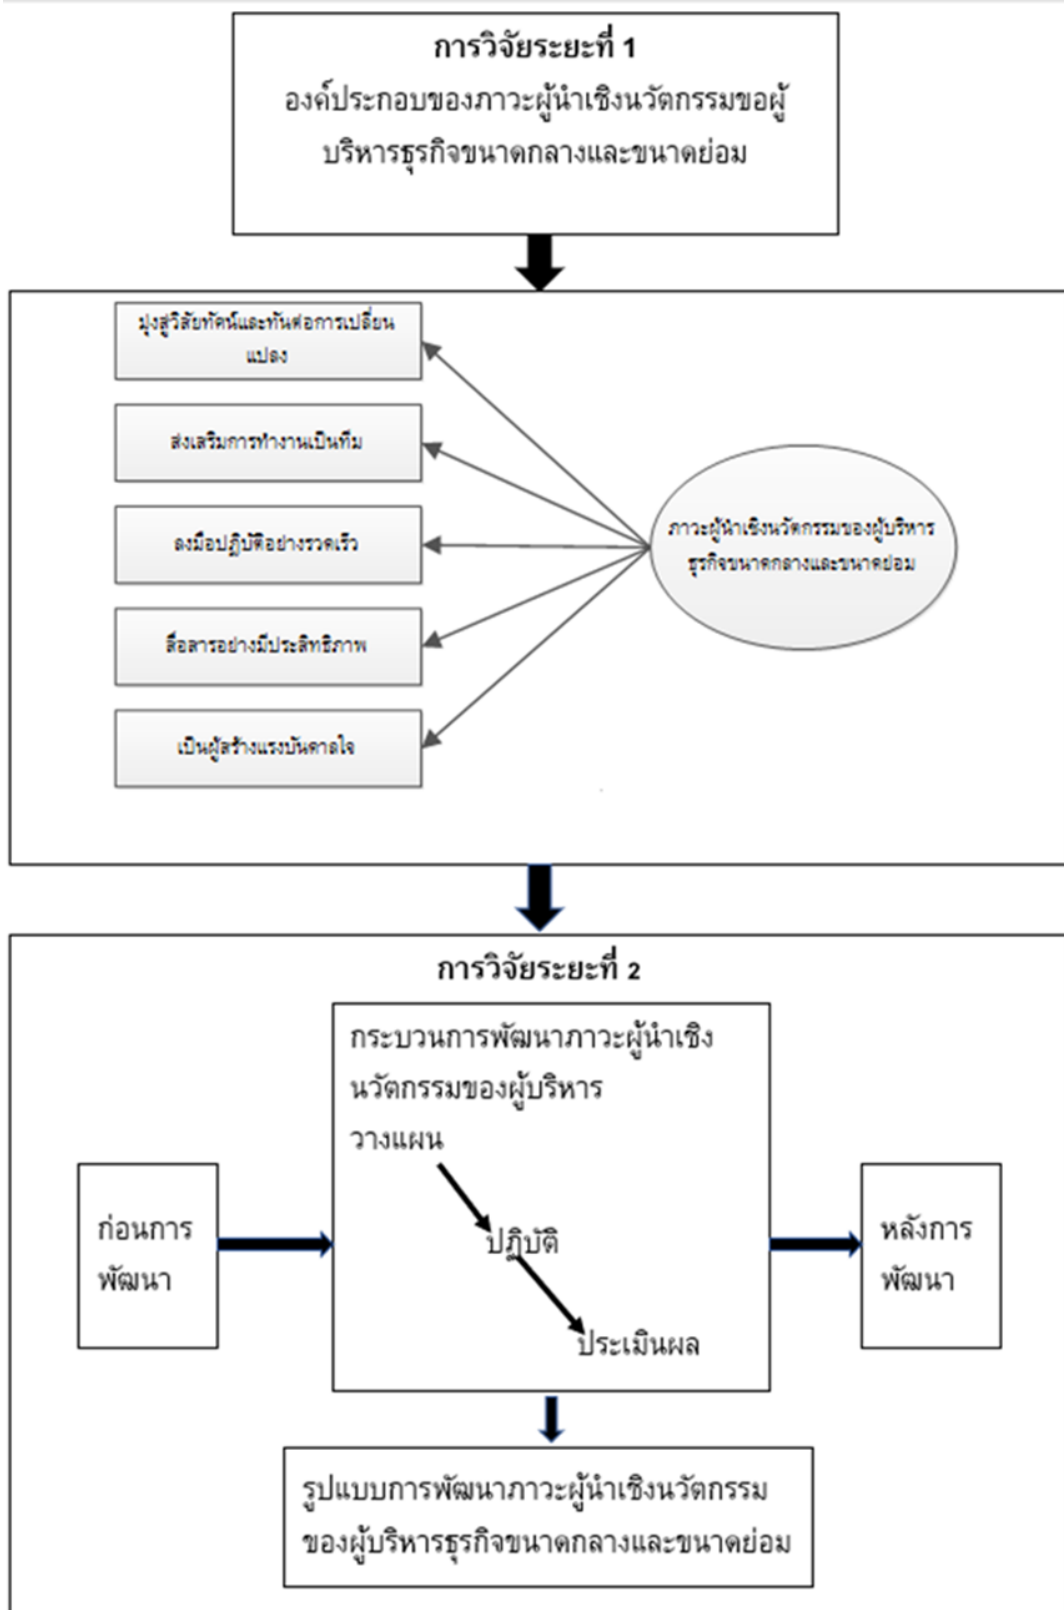 การวิจัยระยะที่ 1
องค์ประกอบของภาวะผู้นำเชิงนวัตกรรมขอผู้
บริหารธุรกิจขนาดกลางและขนาดย่อม
มุ่งสู่วิสัยทัศน์และทันต่อการเปลี่ยน
แปลง
ส่งเสริมการทำงานเป็นทีม
ลงมือปฏิบัติอย่างรวดเร็ว
สื่อสารอย่างมีประสิทธิภาพ
เป็นผู้สร้างแรงบันดาลใจ
ภาวะผู้นำเชิงนวัตกรรมของผู้บริหาร
ธุรกิจขนาดกลางและขนาดย่อม
การวิจัยระยะที่ 2
กระบวนการพัฒนาภาวะผู้นำเชิง
นวัตกรรมของผู้บริหาร
วางแผน
ปฏิบัติ
ประเมินผล
ก่อนการ
พัฒนา
หลังการ
พัฒนา
รูปแบบการพัฒนาภาวะผู้นำเชิงนวัตกรรม
ของผู้บริหารธุรกิจขนาดกลางและขนาดย่อม